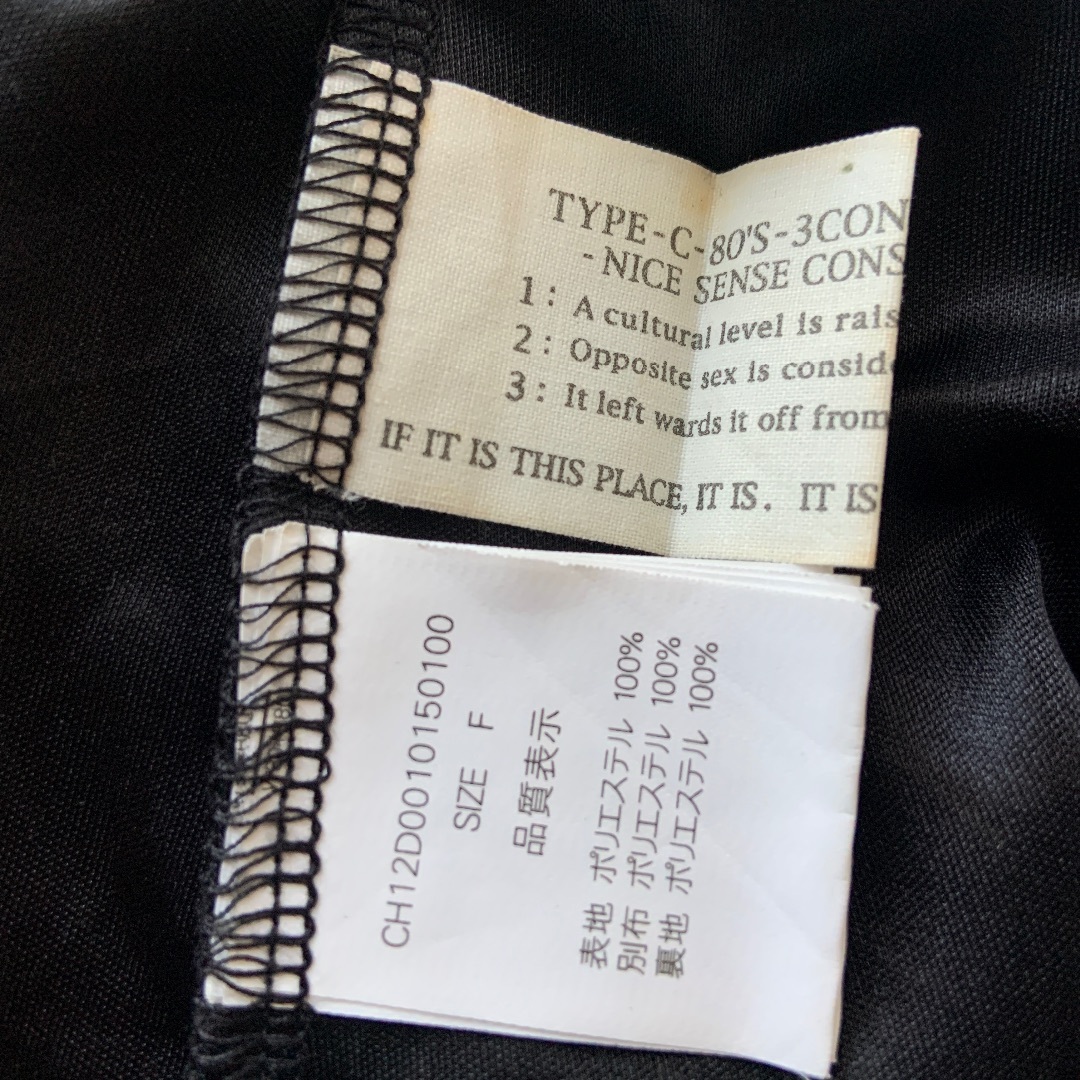 TYPE-C-80'S-3CON
-NICE SENSE CONS
1: A cultural level is rais
2: Opposite sex is consid
3: It left wards it off from
IF IT IS THIS PLACE, IT IS. IT IS
CH12D0010150100
SIZE F
品質表示
表地 ポリエステル 100%
別布 ポリエステル 100%
裏地 ポリエステル 100%